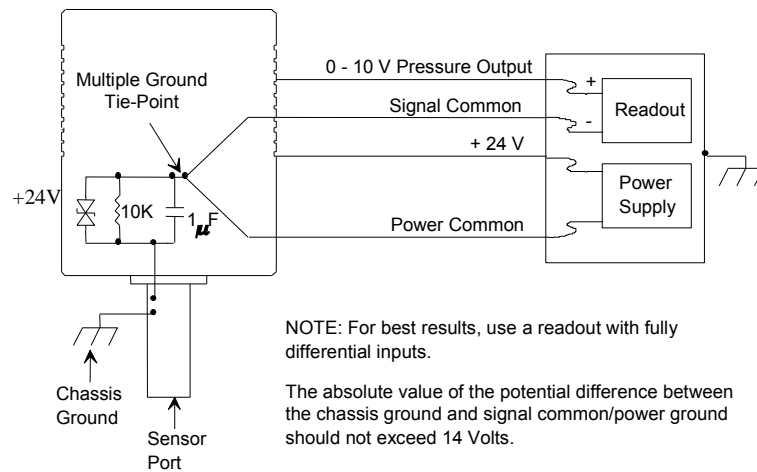 0 - 10 V Pressure Output
Multiple Ground
Tie-Point
Signal Common
+
Readout
-
+ 24 V
+24V
10K
1 µF
Power
Supply
Power Common
NOTE: For best results, use a readout with fully
differential inputs.
Chassis
Ground
The absolute value of the potential difference between
the chassis ground and signal common/power ground
should not exceed 14 Volts.
Sensor
Port